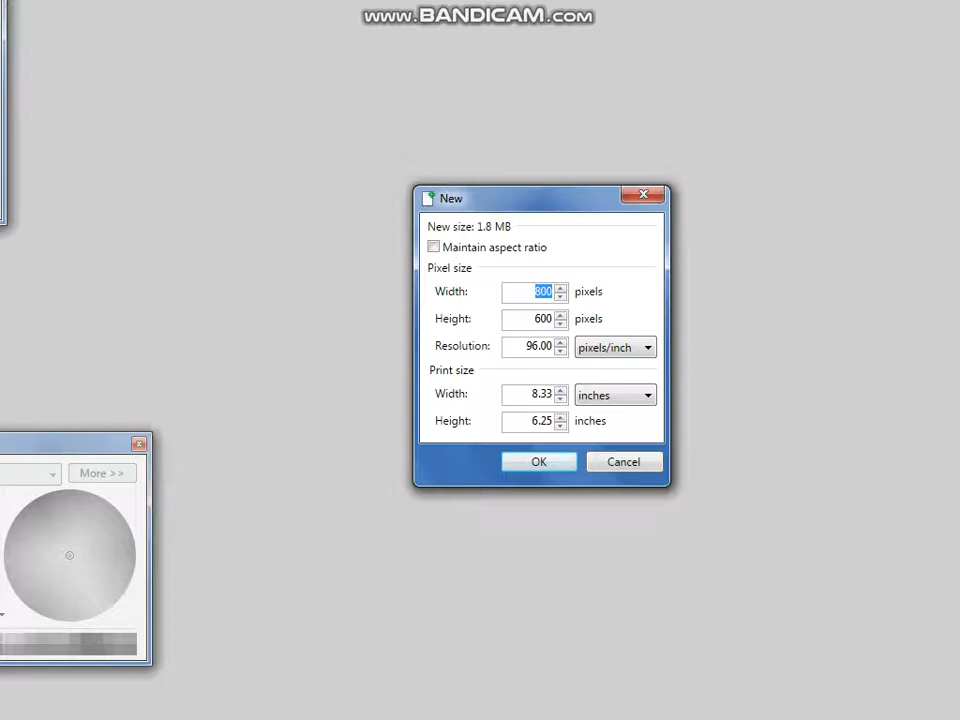 www.BANDICAM.com
New
New size: 1.8 MB
Maintain aspect ratio
Pixel size
Width: 800 pixels
Height: 600 pixels
Resolution: 96.00 pixels/inch
Print size
Width: 8.33 inches
Height: 6.25 inches
OK Cancel
More >>